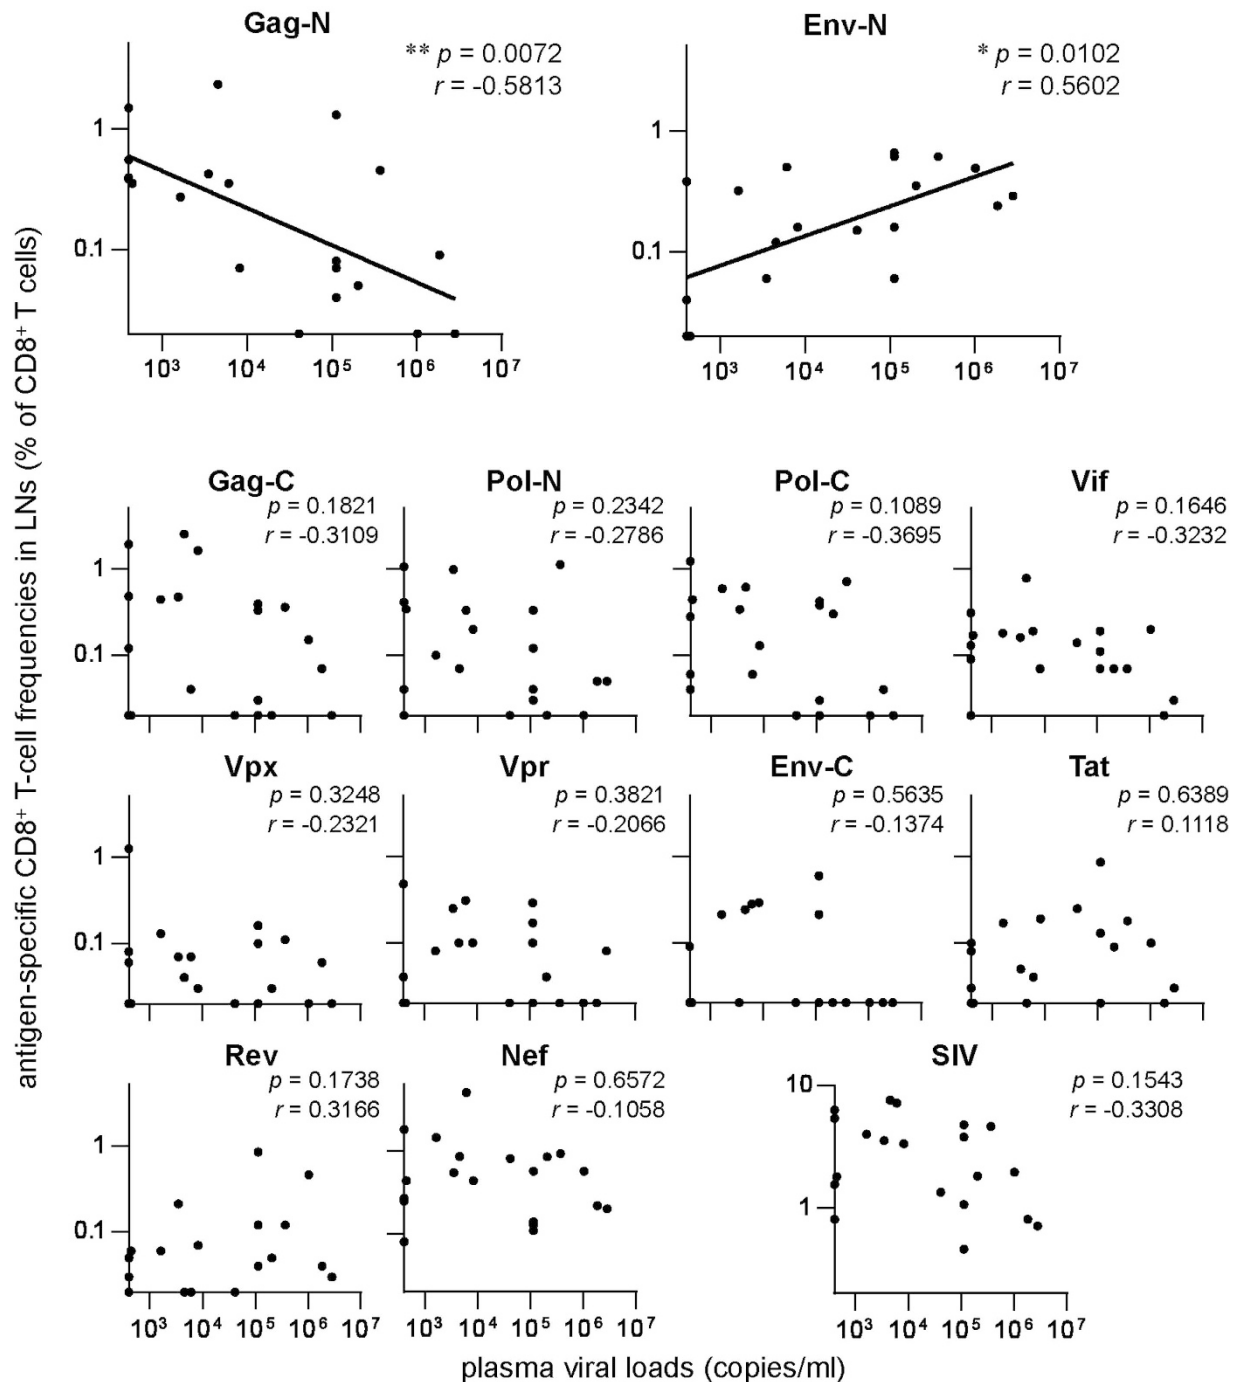 Gag-N
** p = 0.0072
r = -0.5813
1
0.1
10³ 10⁴ 10⁵ 10⁶ 10⁷
Env-N
* p = 0.0102
r = 0.5602
1
0.1
10³ 10⁴ 10⁵ 10⁶ 10⁷
antigen-specific CD8⁺ T-cell frequencies in LNs (% of CD8⁺ T cells)
Gag-C
p = 0.1821
r = -0.3109
1
0.1
Pol-N
p = 0.2342
r = -0.2786
Pol-C
p = 0.1089
r = -0.3695
Vif
p = 0.1646
r = -0.3232
Vpx
p = 0.3248
r = -0.2321
1
0.1
Vpr
p = 0.3821
r = -0.2066
Env-C
p = 0.5635
r = -0.1374
Tat
p = 0.6389
r = 0.1118
Rev
p = 0.1738
r = 0.3166
1
0.1
10³ 10⁴ 10⁵ 10⁶ 10⁷
Nef
p = 0.6572
r = -0.1058
10³ 10⁴ 10⁵ 10⁶ 10⁷
SIV
p = 0.1543
r = -0.3308
10
1
10³ 10⁴ 10⁵ 10⁶ 10⁷
plasma viral loads (copies/ml)